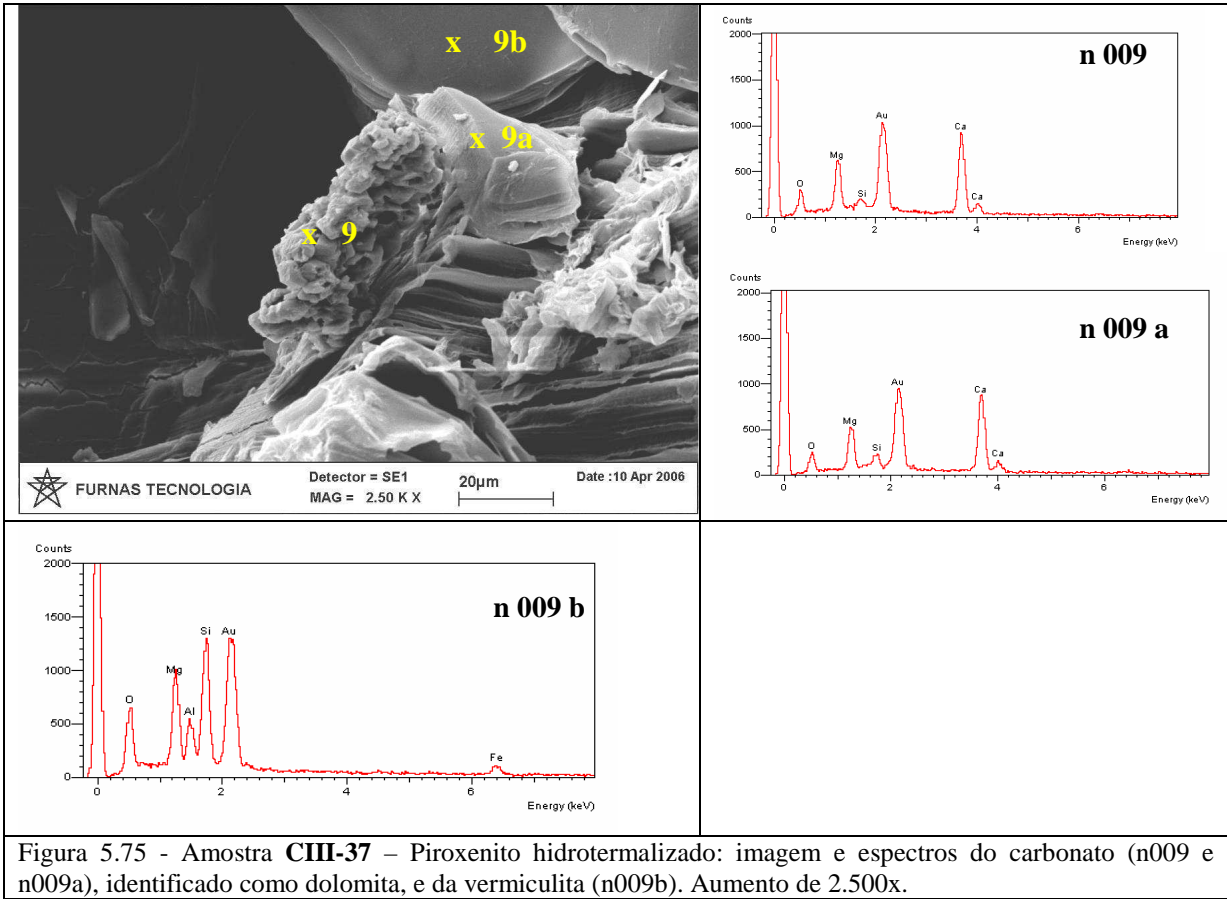 x 9b
x 9a
x 9
FURNAS TECNOLOGIA
Detector = SE1
MAG = 2.50 K X
20µm
Date :10 Apr 2006
Counts
n 009
2000
1500
1000
500
0
O
Mg
Si
Au
Ca
Ca
0 2 4 6
Energy (keV)
Counts
n 009 a
2000
1500
1000
500
0
O
Mg
Si
Au
Ca
Ca
0 2 4 6
Energy (keV)
Counts
n 009 b
2000
1500
1000
500
0
O
Mg
Al
Si
Au
Fe
0 2 4 6
Energy (keV)
Figura 5.75 - Amostra CIII-37 – Piroxenito hidrotermalizado: imagem e espectros do carbonato (n009 e
n009a), identificado como dolomita, e da vermiculita (n009b). Aumento de 2.500x.